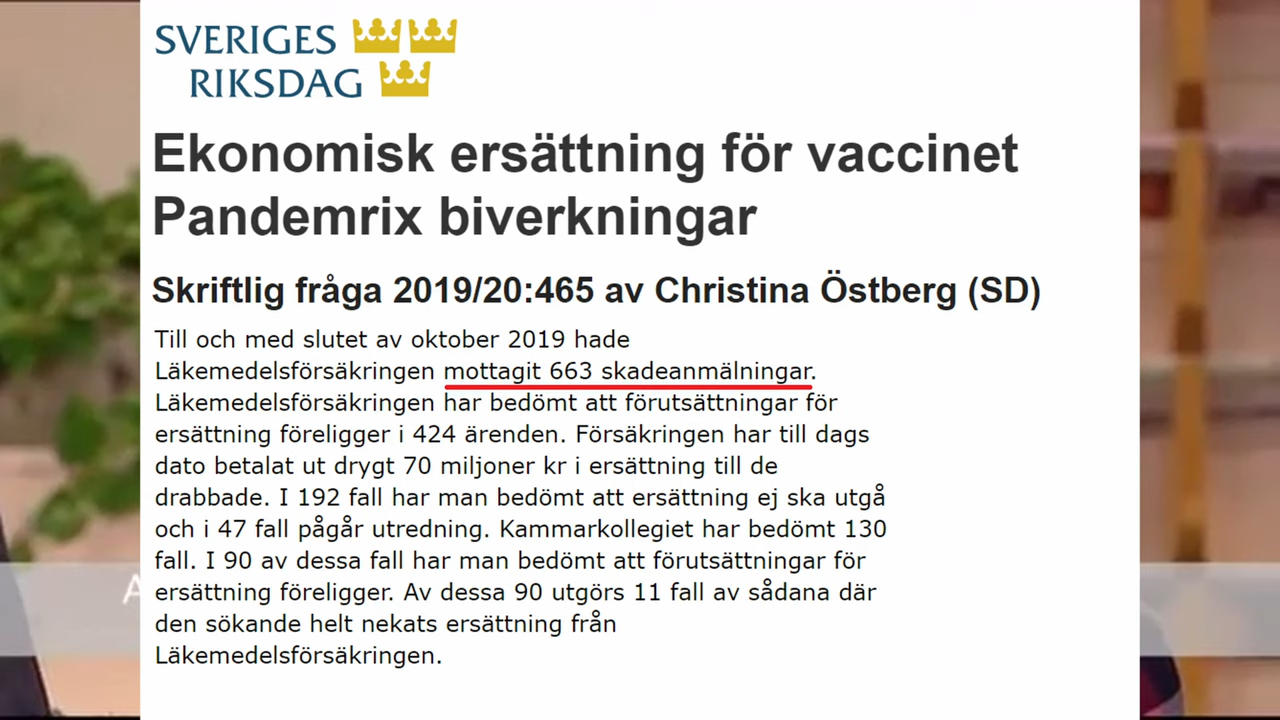 SVERIGES
RIKSDAG
Ekonomisk ersättning för vaccinet
Pandemrix biverkningar
Skriftlig fråga 2019/20:465 av Christina Östberg (SD)
Till och med slutet av oktober 2019 hade
Läkemedelsförsäkringen mottagit 663 skadeanmälningar.
Läkemedelsförsäkringen har bedömt att förutsättningar för
ersättning föreligger i 424 ärenden. Försäkringen har till dags
dato betalat ut drygt 70 miljoner kr i ersättning till de
drabbade. I 192 fall har man bedömt att ersättning ej ska utgå
och i 47 fall pågår utredning. Kammarkollegiet har bedömt 130
fall. I 90 av dessa fall har man bedömt att förutsättningar för
ersättning föreligger. Av dessa 90 utgörs 11 fall av sådana där
den sökande helt nekats ersättning från
Läkemedelsförsäkringen.